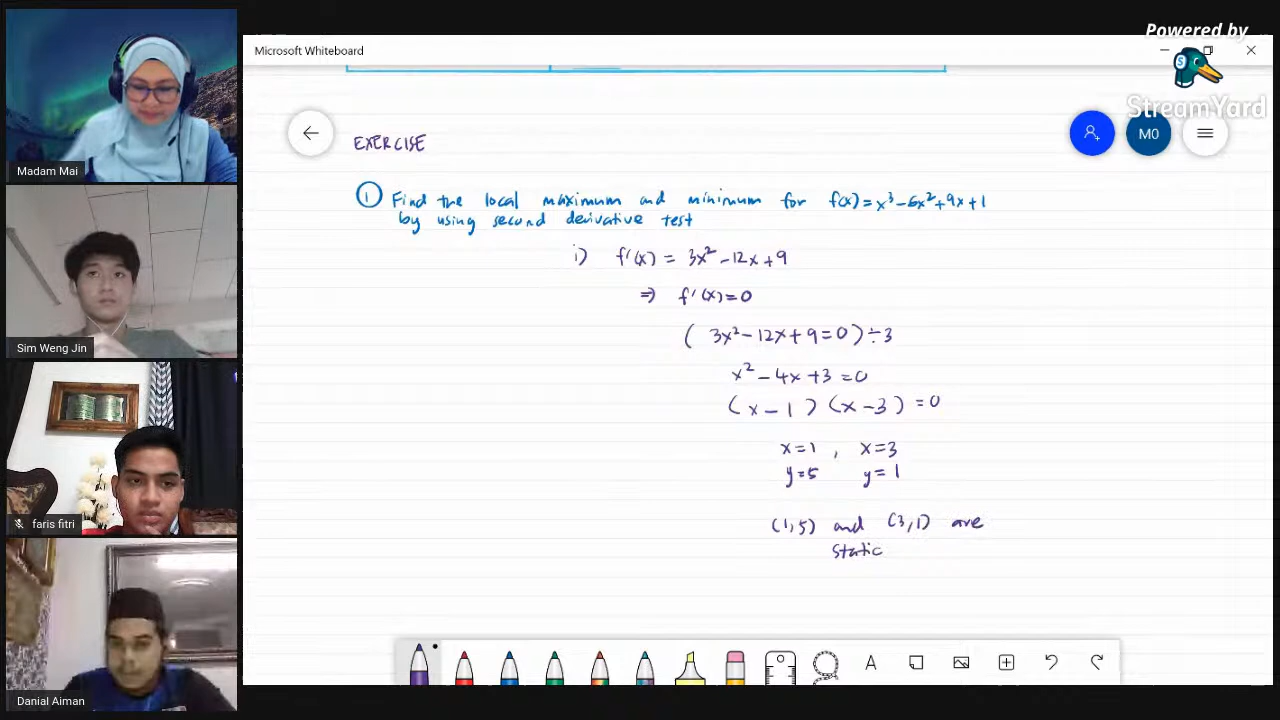 Powered by
StreamYard
Microsoft Whiteboard
M0
EXERCISE
① Find the local maximum and minimum for f(x)=x³-6x²+9x+1
by using second derivative test
i) f'(x) = 3x²-12x+9
⇒ f'(x)=0
(3x²-12x+9=0)÷3
x²-4x+3=0
(x-1)(x-3)=0
x=1, x=3
y=5 y=1
(1,5) and (3,1) are
static
A
Madam Mai
Sim Weng Jin
faris fitri
Danial Aiman